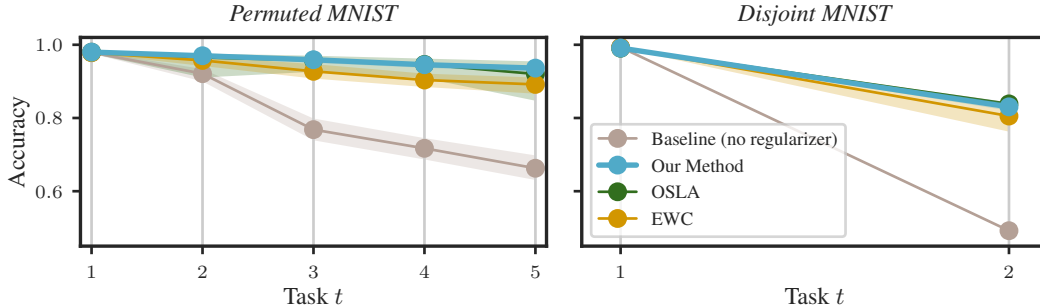 Permuted MNIST
Accuracy
1.0
0.8
0.6
1 2 3 4 5
Task t
Disjoint MNIST
Baseline (no regularizer)
Our Method
OSLA
EWC
1 2
Task t